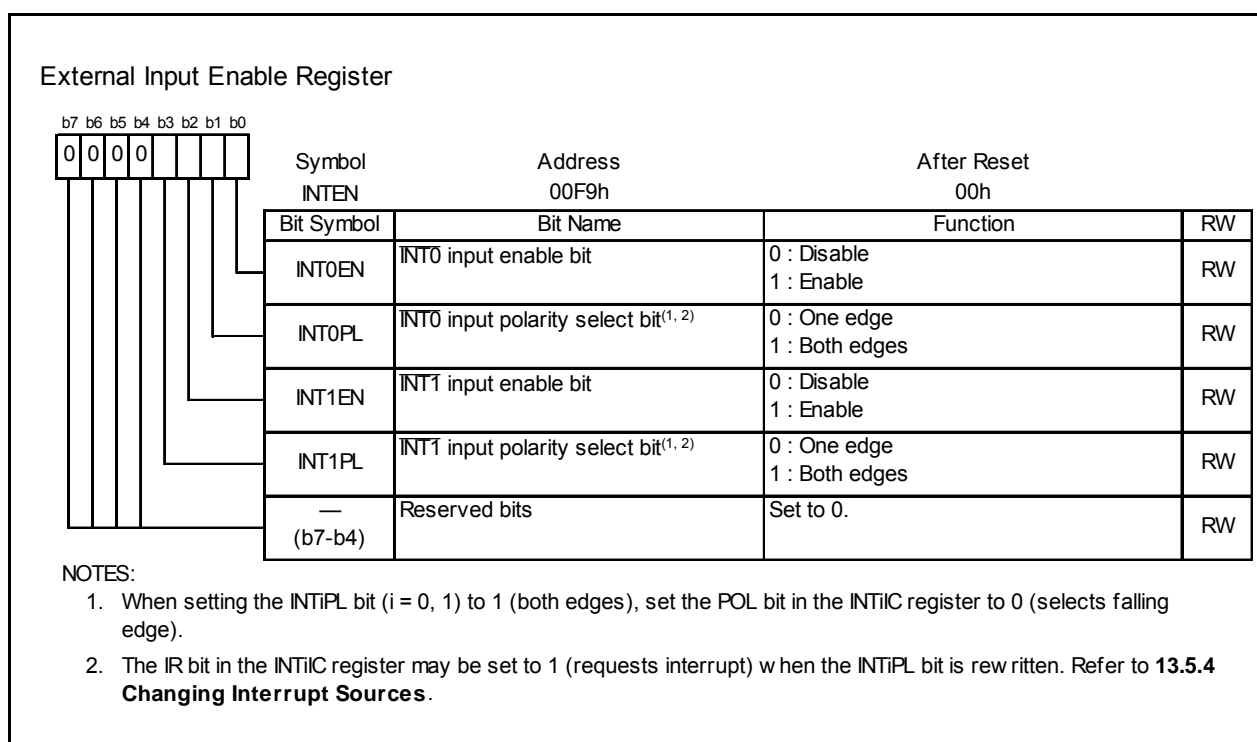 External Input Enable Register
b7 b6 b5 b4 b3 b2 b1 b0
0 0 0 0
Symbol Address After Reset
INTEN 00F9h 00h
Bit Symbol Bit Name Function RW
INT0EN INT0 input enable bit 0 : Disable
1 : Enable RW
INT0PL INT0 input polarity select bit(1, 2) 0 : One edge
1 : Both edges RW
INT1EN INT1 input enable bit 0 : Disable
1 : Enable RW
INT1PL INT1 input polarity select bit(1, 2) 0 : One edge
1 : Both edges RW
—
(b7-b4) Reserved bits Set to 0. RW
NOTES:
1. When setting the INTiPL bit (i = 0, 1) to 1 (both edges), set the POL bit in the INTiIC register to 0 (selects falling
edge).
2. The IR bit in the INTiIC register may be set to 1 (requests interrupt) when the INTiPL bit is rewritten. Refer to 13.5.4
Changing Interrupt Sources.